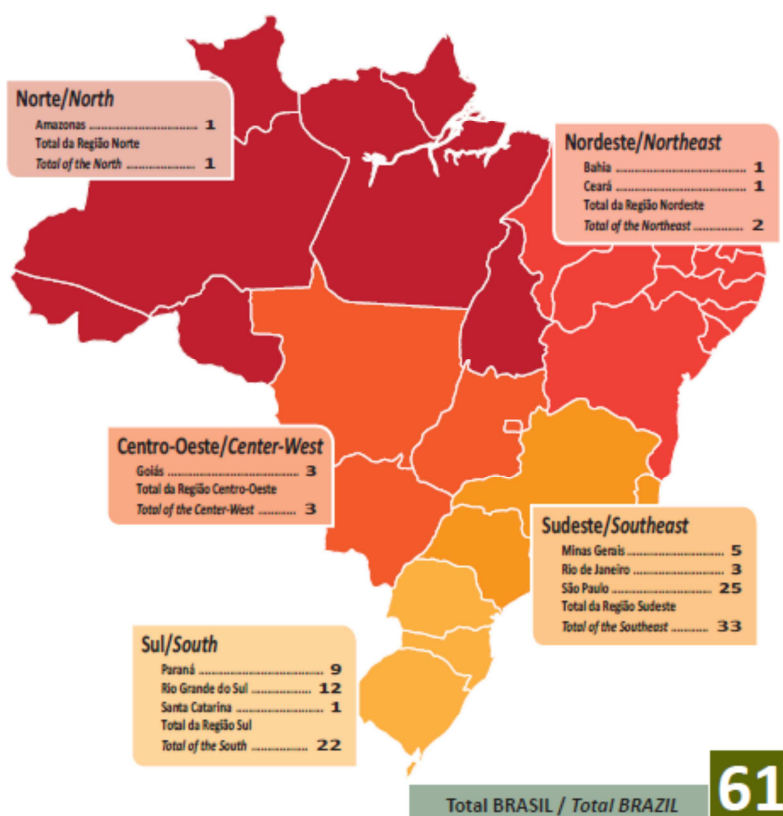 Norte/North
Amazonas ........................................ 1
Total da Região Norte
Total of the North .......................... 1
Nordeste/Northeast
Bahia ................................................ 1
Ceará ................................................ 1
Total da Região Nordeste
Total of the Northeast .................. 2
Centro-Oeste/Center-West
Goiás ................................................ 3
Total da Região Centro-Oeste
Total of the Center-West ............. 3
Sudeste/Southeast
Minas Gerais .................................. 5
Rio de Janeiro ................................ 3
São Paulo ........................................ 25
Total da Região Sudeste
Total of the Southeast ............ 33
Sul/South
Paraná .............................................. 9
Rio Grande do Sul .................... 12
Santa Catarina ............................... 1
Total da Região Sul
Total of the South .................... 22
Total BRASIL / Total BRAZIL 61